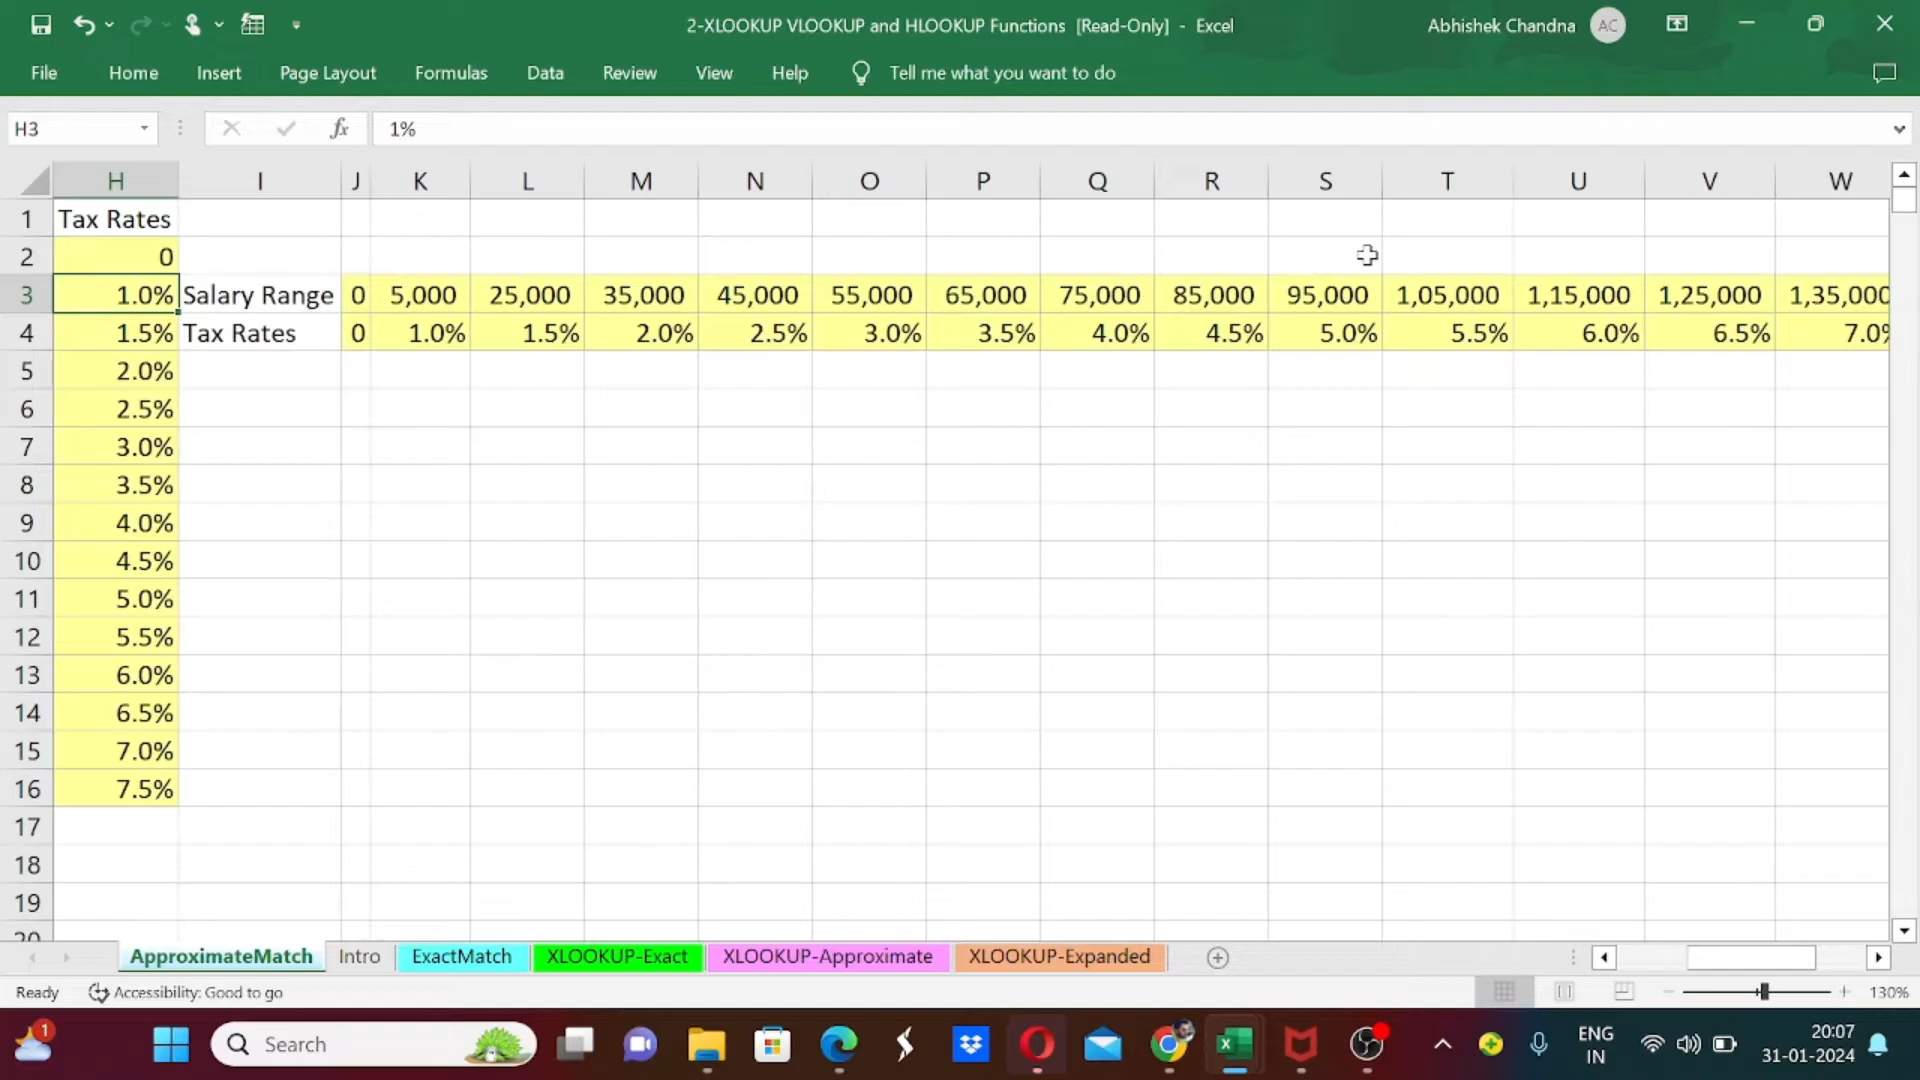 2-XLOOKUP VLOOKUP and HLOOKUP Functions [Read-Only] - Excel
Abhishek Chandna AC
File Home Insert Page Layout Formulas Data Review View Help Tell me what you want to do
H3 fx 1%
H I J K L M N O P Q R S T U V W
1 Tax Rates
2 0
3 1.0% Salary Range 0 5,000 25,000 35,000 45,000 55,000 65,000 75,000 85,000 95,000 1,05,000 1,15,000 1,25,000 1,35,000
4 1.5% Tax Rates 0 1.0% 1.5% 2.0% 2.5% 3.0% 3.5% 4.0% 4.5% 5.0% 5.5% 6.0% 6.5% 7.0%
5 2.0%
6 2.5%
7 3.0%
8 3.5%
9 4.0%
10 4.5%
11 5.0%
12 5.5%
13 6.0%
14 6.5%
15 7.0%
16 7.5%
17
18
19
20
ApproximateMatch Intro ExactMatch XLOOKUP-Exact XLOOKUP-Approximate XLOOKUP-Expanded
Ready Accessibility: Good to go 130%
1 Search ENG 20:07
IN 31-01-2024